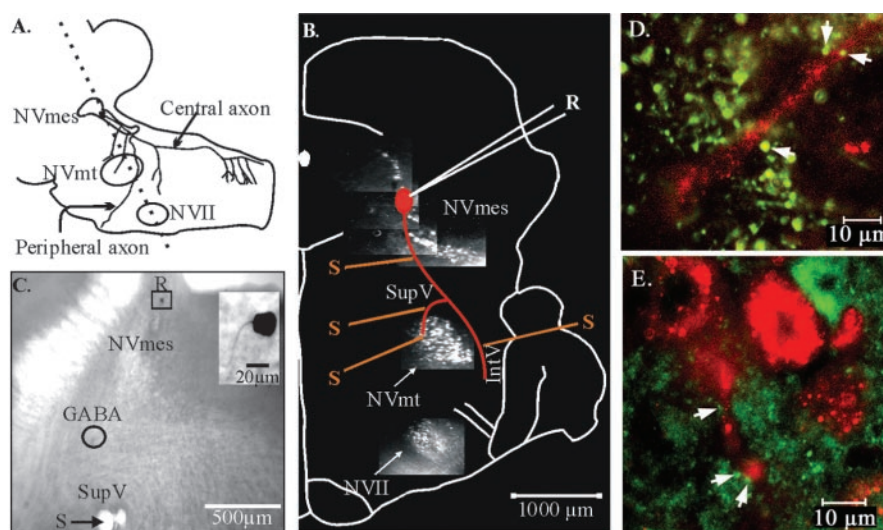 A.
NVmes
Central axon
NVmt
NVII
Peripheral axon
B.
R
NVmes
S
SupV
S
S
S
IntV
NVmt
NVII
1000 µm
C.
R
NVmes
20µm
GABA
SupV
S
500µm
D.
10 µm
E.
10 µm